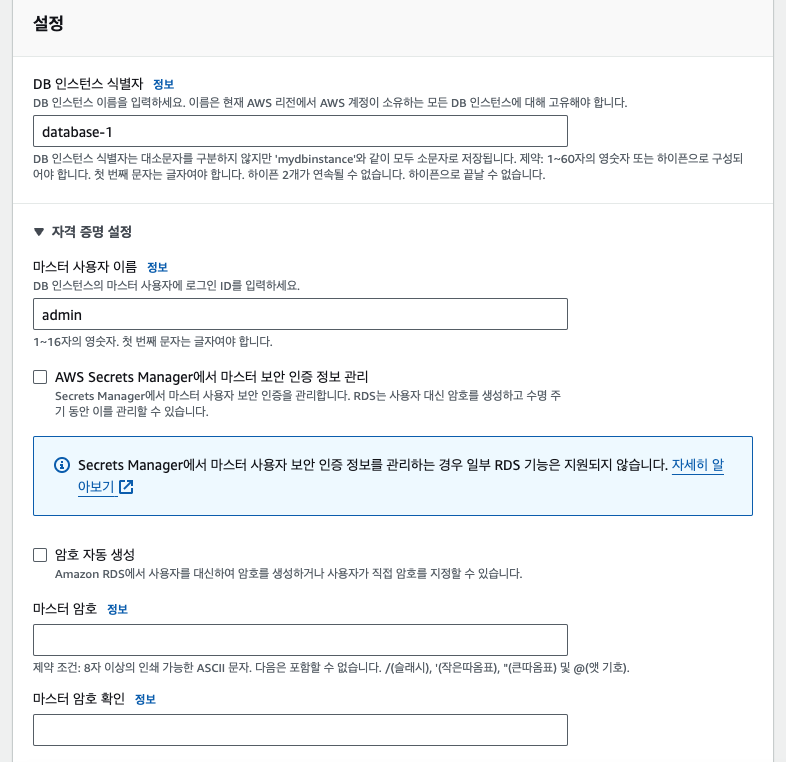 설정
DB 인스턴스 식별자 정보
DB 인스턴스 이름을 입력하세요. 이름은 현재 AWS 리전에서 AWS 계정이 소유하는 모든 DB 인스턴스에 대해 고유해야 합니다.
database-1
DB 인스턴스 식별자는 대소문자를 구분하지 않지만 'mydbinstance'와 같이 모두 소문자로 저장됩니다. 제약: 1~60자의 영숫자 또는 하이픈으로 구성되
어야 합니다. 첫 번째 문자는 글자여야 합니다. 하이픈 2개가 연속될 수 없습니다. 하이픈으로 끝날 수 없습니다.
▼ 자격 증명 설정
마스터 사용자 이름 정보
DB 인스턴스의 마스터 사용자에 로그인 ID를 입력하세요.
admin
1~16자의 영숫자. 첫 번째 문자는 글자여야 합니다.
AWS Secrets Manager에서 마스터 보안 인증 정보 관리
Secrets Manager에서 마스터 사용자 보안 인증을 관리합니다. RDS는 사용자 대신 암호를 생성하고 수명 주
기 동안 이를 관리할 수 있습니다.
Secrets Manager에서 마스터 사용자 보안 인증 정보를 관리하는 경우 일부 RDS 기능은 지원되지 않습니다. 자세히 알
아보기
암호 자동 생성
Amazon RDS에서 사용자를 대신하여 암호를 생성하거나 사용자가 직접 암호를 지정할 수 있습니다.
마스터 암호 정보
제약 조건: 8자 이상의 인쇄 가능한 ASCII 문자. 다음은 포함할 수 없습니다. /(슬래시), '(작은따옴표), "(큰따옴표) 및 @(앳 기호).
마스터 암호 확인 정보